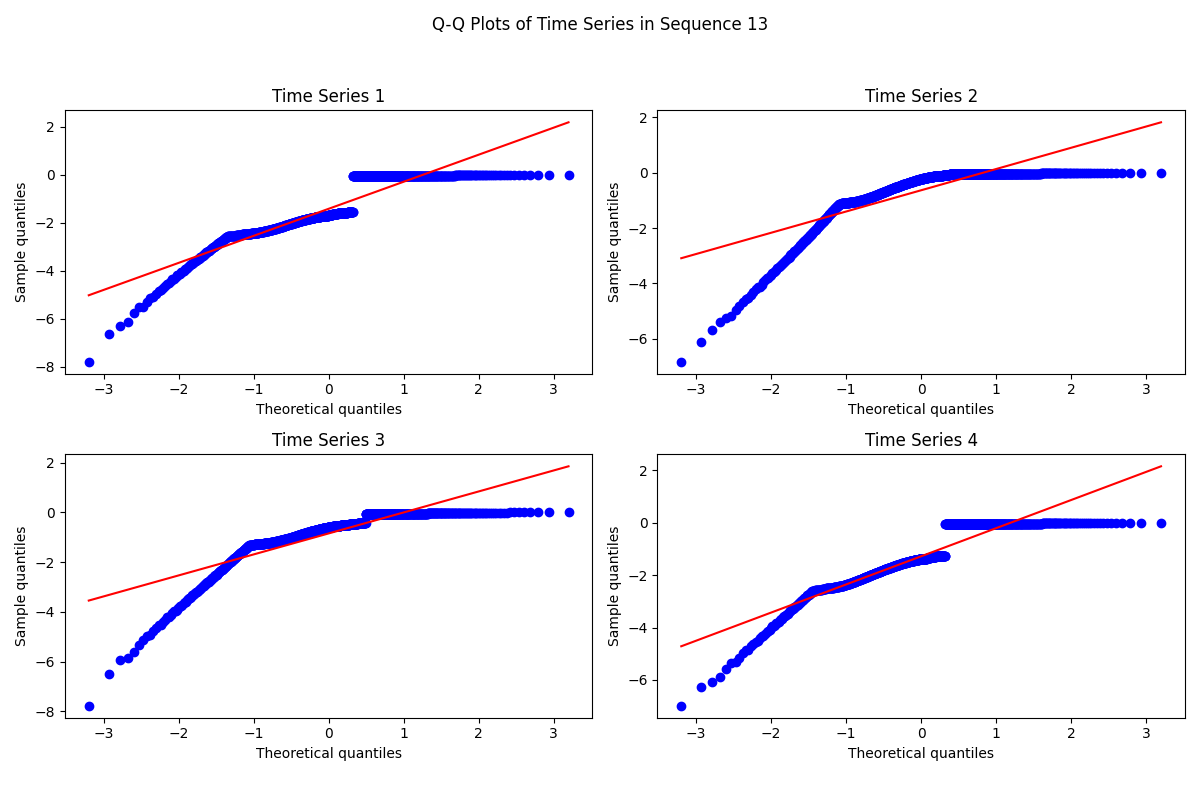 Q-Q Plots of Time Series in Sequence 13
Time Series 1
2
0
−2
−4
−6
−8
Sample quantiles
−3 −2 −1 0 1 2 3
Theoretical quantiles
Time Series 2
2
0
−2
−4
−6
Sample quantiles
−3 −2 −1 0 1 2 3
Theoretical quantiles
Time Series 3
2
0
−2
−4
−6
−8
Sample quantiles
−3 −2 −1 0 1 2 3
Theoretical quantiles
Time Series 4
2
0
−2
−4
−6
Sample quantiles
−3 −2 −1 0 1 2 3
Theoretical quantiles